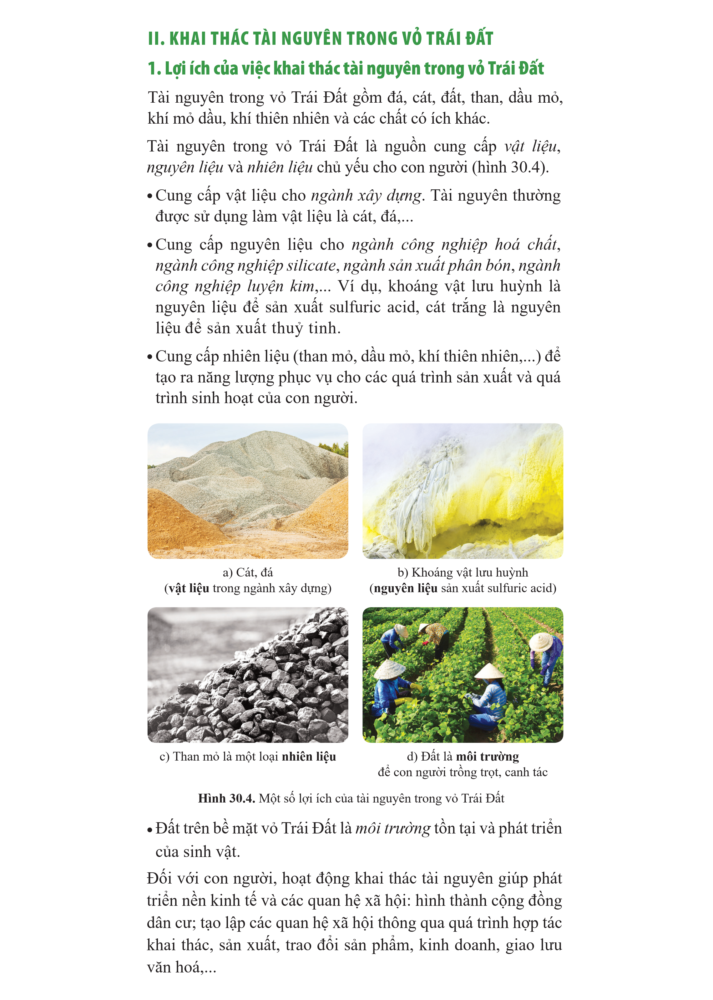 II. KHAI THÁC TÀI NGUYÊN TRONG VỎ TRÁI ĐẤT
1. Lợi ích của việc khai thác tài nguyên trong vỏ Trái Đất
Tài nguyên trong vỏ Trái Đất gồm đá, cát, đất, than, dầu mỏ,
khí mỏ dầu, khí thiên nhiên và các chất có ích khác.
Tài nguyên trong vỏ Trái Đất là nguồn cung cấp vật liệu,
nguyên liệu và nhiên liệu chủ yếu cho con người (hình 30.4).
• Cung cấp vật liệu cho ngành xây dựng. Tài nguyên thường
được sử dụng làm vật liệu là cát, đá,...
• Cung cấp nguyên liệu cho ngành công nghiệp hoá chất,
ngành công nghiệp silicate, ngành sản xuất phân bón, ngành
công nghiệp luyện kim,... Ví dụ, khoáng vật lưu huỳnh là
nguyên liệu để sản xuất sulfuric acid, cát trắng là nguyên
liệu để sản xuất thuỷ tinh.
• Cung cấp nhiên liệu (than mỏ, dầu mỏ, khí thiên nhiên,...) để
tạo ra năng lượng phục vụ cho các quá trình sản xuất và quá
trình sinh hoạt của con người.
a) Cát, đá
(vật liệu trong ngành xây dựng)
b) Khoáng vật lưu huỳnh
(nguyên liệu sản xuất sulfuric acid)
c) Than mỏ là một loại nhiên liệu
d) Đất là môi trường
để con người trồng trọt, canh tác
Hình 30.4. Một số lợi ích của tài nguyên trong vỏ Trái Đất
• Đất trên bề mặt vỏ Trái Đất là môi trường tồn tại và phát triển
của sinh vật.
Đối với con người, hoạt động khai thác tài nguyên giúp phát
triển nền kinh tế và các quan hệ xã hội: hình thành cộng đồng
dân cư; tạo lập các quan hệ xã hội thông qua quá trình hợp tác
khai thác, sản xuất, trao đổi sản phẩm, kinh doanh, giao lưu
văn hoá,...